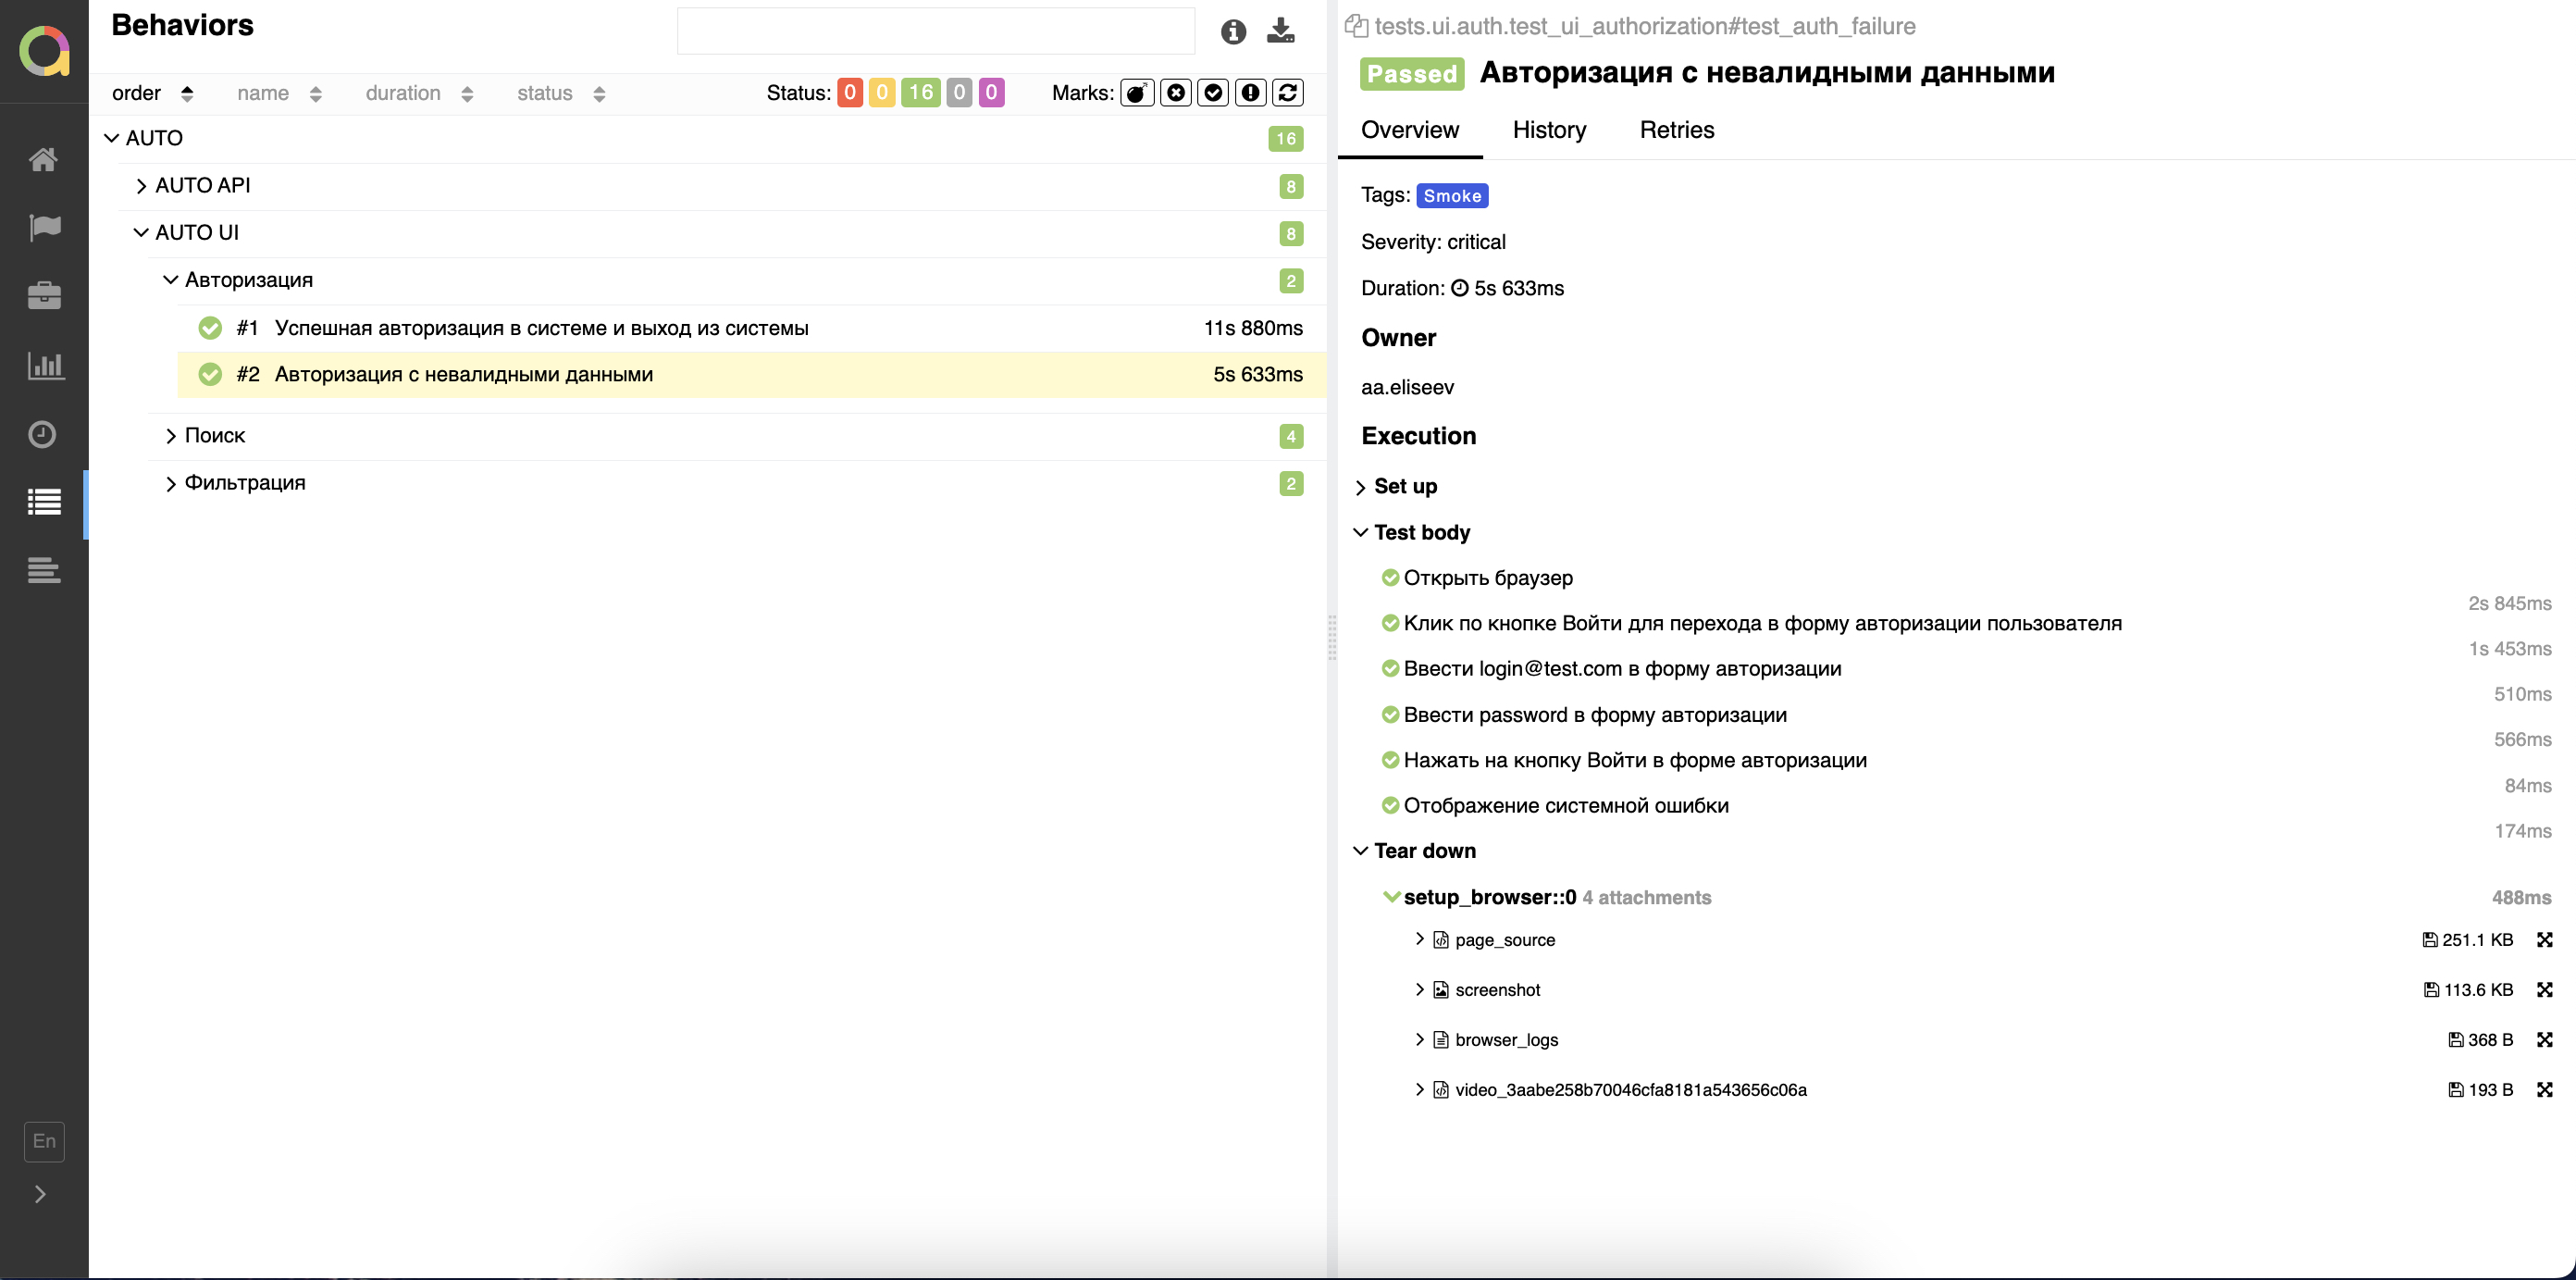 Behaviors
order name duration status Status: 0 0 16 0 0 Marks:
AUTO 16
AUTO API 8
AUTO UI 8
Авторизация 2
#1 Успешная авторизация в системе и выход из системы 11s 880ms
#2 Авторизация с невалидными данными 5s 633ms
Поиск 4
Фильтрация 2
En
tests.ui.auth.test_ui_authorization#test_auth_failure
Passed Авторизация с невалидными данными
Overview History Retries
Tags: Smoke
Severity: critical
Duration: 5s 633ms
Owner
aa.eliseev
Execution
Set up
Test body
Открыть браузер
2s 845ms
Клик по кнопке Войти для перехода в форму авторизации пользователя
1s 453ms
Ввести login@test.com в форму авторизации
510ms
Ввести password в форму авторизации
566ms
Нажать на кнопку Войти в форме авторизации
84ms
Отображение системной ошибки
174ms
Tear down
setup_browser::0 4 attachments 488ms
page_source 251.1 KB
screenshot 113.6 KB
browser_logs 368 B
video_3aabe258b70046cfa8181a543656c06a 193 B